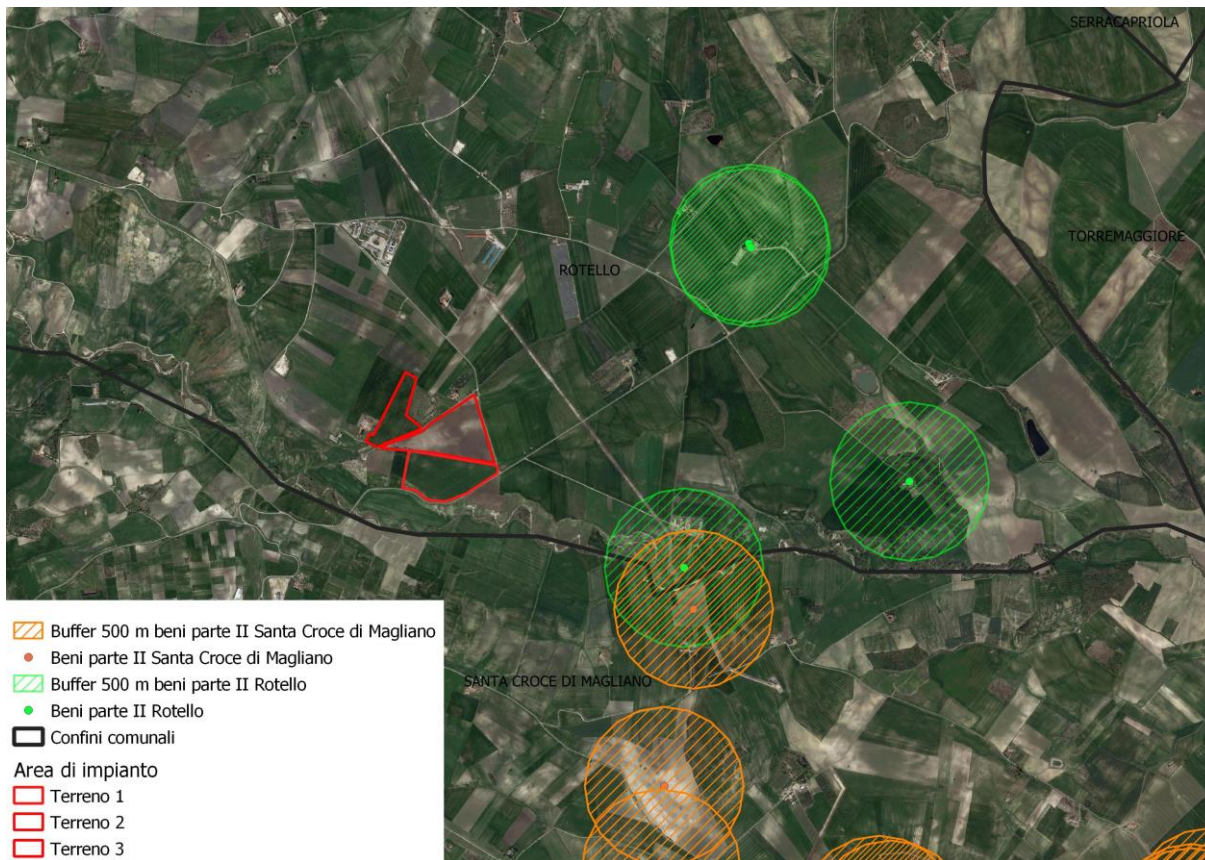 SERRACAPRIOLA
TORREMAGGIORE
ROTELLO
SANTA CROCE DI MAGLIANO
Buffer 500 m beni parte II Santa Croce di Magliano
Beni parte II Santa Croce di Magliano
Buffer 500 m beni parte II Rotello
Beni parte II Rotello
Confini comunali
Area di impianto
Terreno 1
Terreno 2
Terreno 3